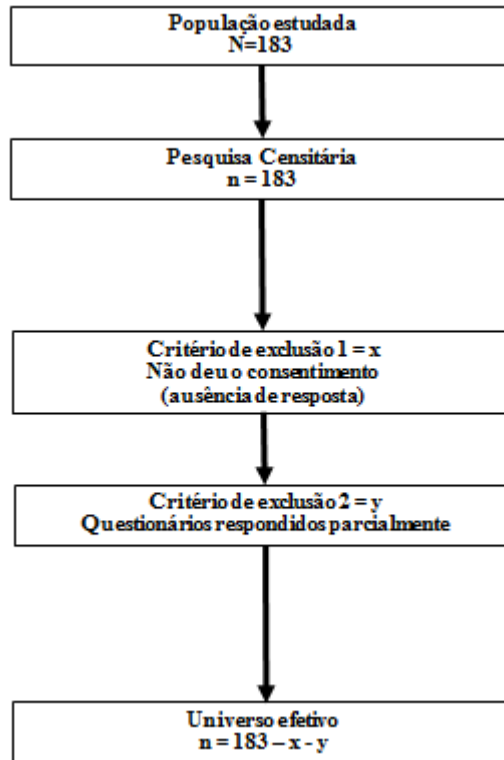 População estudada
N=183
Pesquisa Censitária
n = 183
Critério de exclusão 1 = x
Não deu o consentimento
(ausência de resposta)
Critério de exclusão 2 = y
Questionários respondidos parcialmente
Universo efetivo
n = 183 – x - y